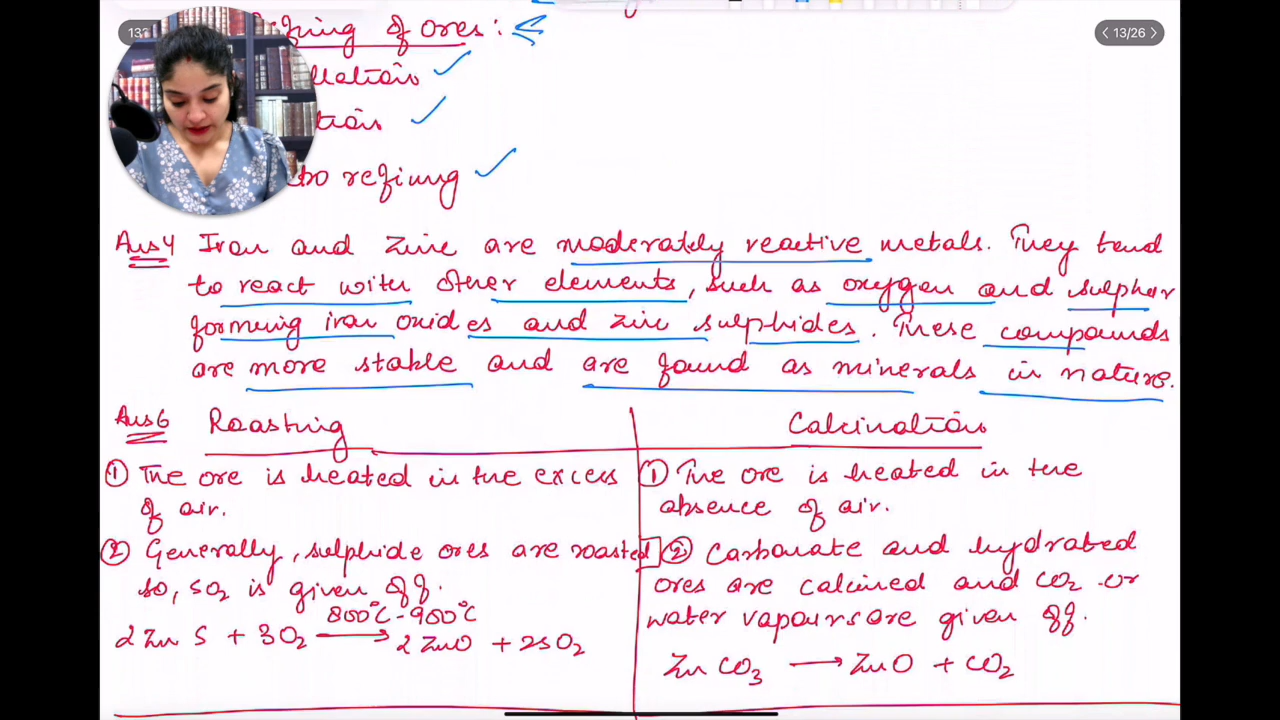 13/26
of ores:
refining
Ans4 Iron and zinc are moderately reactive metals. They tend
to react with other elements, such as oxygen and sulphur
forming iron oxides and zinc sulphides. These compounds
are more stable and are found as minerals in nature.
Ans6 Roasting
① The ore is heated in the excess
of air.
② Generally, sulphide ores are roasted
so, SO2 is given off.
800°C-900°C
2ZnS + 3O2 → 2ZnO + 2SO2
Calcination
① The ore is heated in the
absence of air.
② Carbonate and hydrated
ores are calcined and CO2 or
water vapours are given off.
ZnCO3 → ZnO + CO2